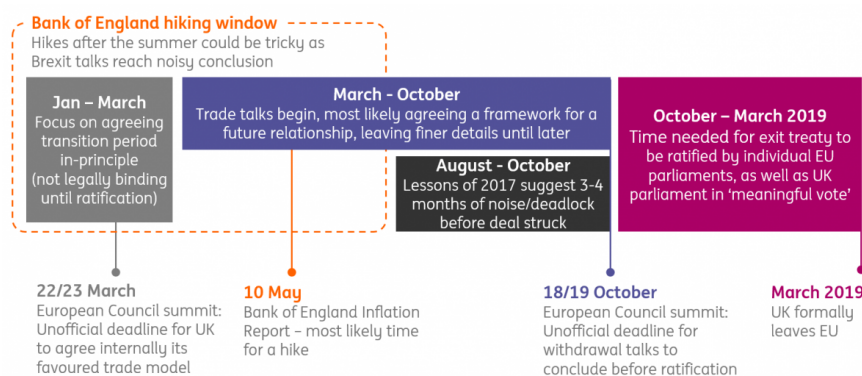 Bank of England hiking window
Hikes after the summer could be tricky as
Brexit talks reach noisy conclusion
Jan – March
Focus on agreeing
transition period
in-principle
(not legally binding
until ratification)
March - October
Trade talks begin, most likely agreeing a framework for a
future relationship, leaving finer details until later
August - October
Lessons of 2017 suggest 3-4
months of noise/deadlock
before deal struck
October – March 2019
Time needed for exit treaty to
be ratified by individual EU
parliaments, as well as UK
parliament in ‘meaningful vote’
22/23 March
European Council summit:
Unofficial deadline for UK
to agree internally its
favoured trade model
10 May
Bank of England Inflation
Report – most likely time
for a hike
18/19 October
European Council summit:
Unofficial deadline for
withdrawal talks to
conclude before ratification
March 2019
UK formally
leaves EU